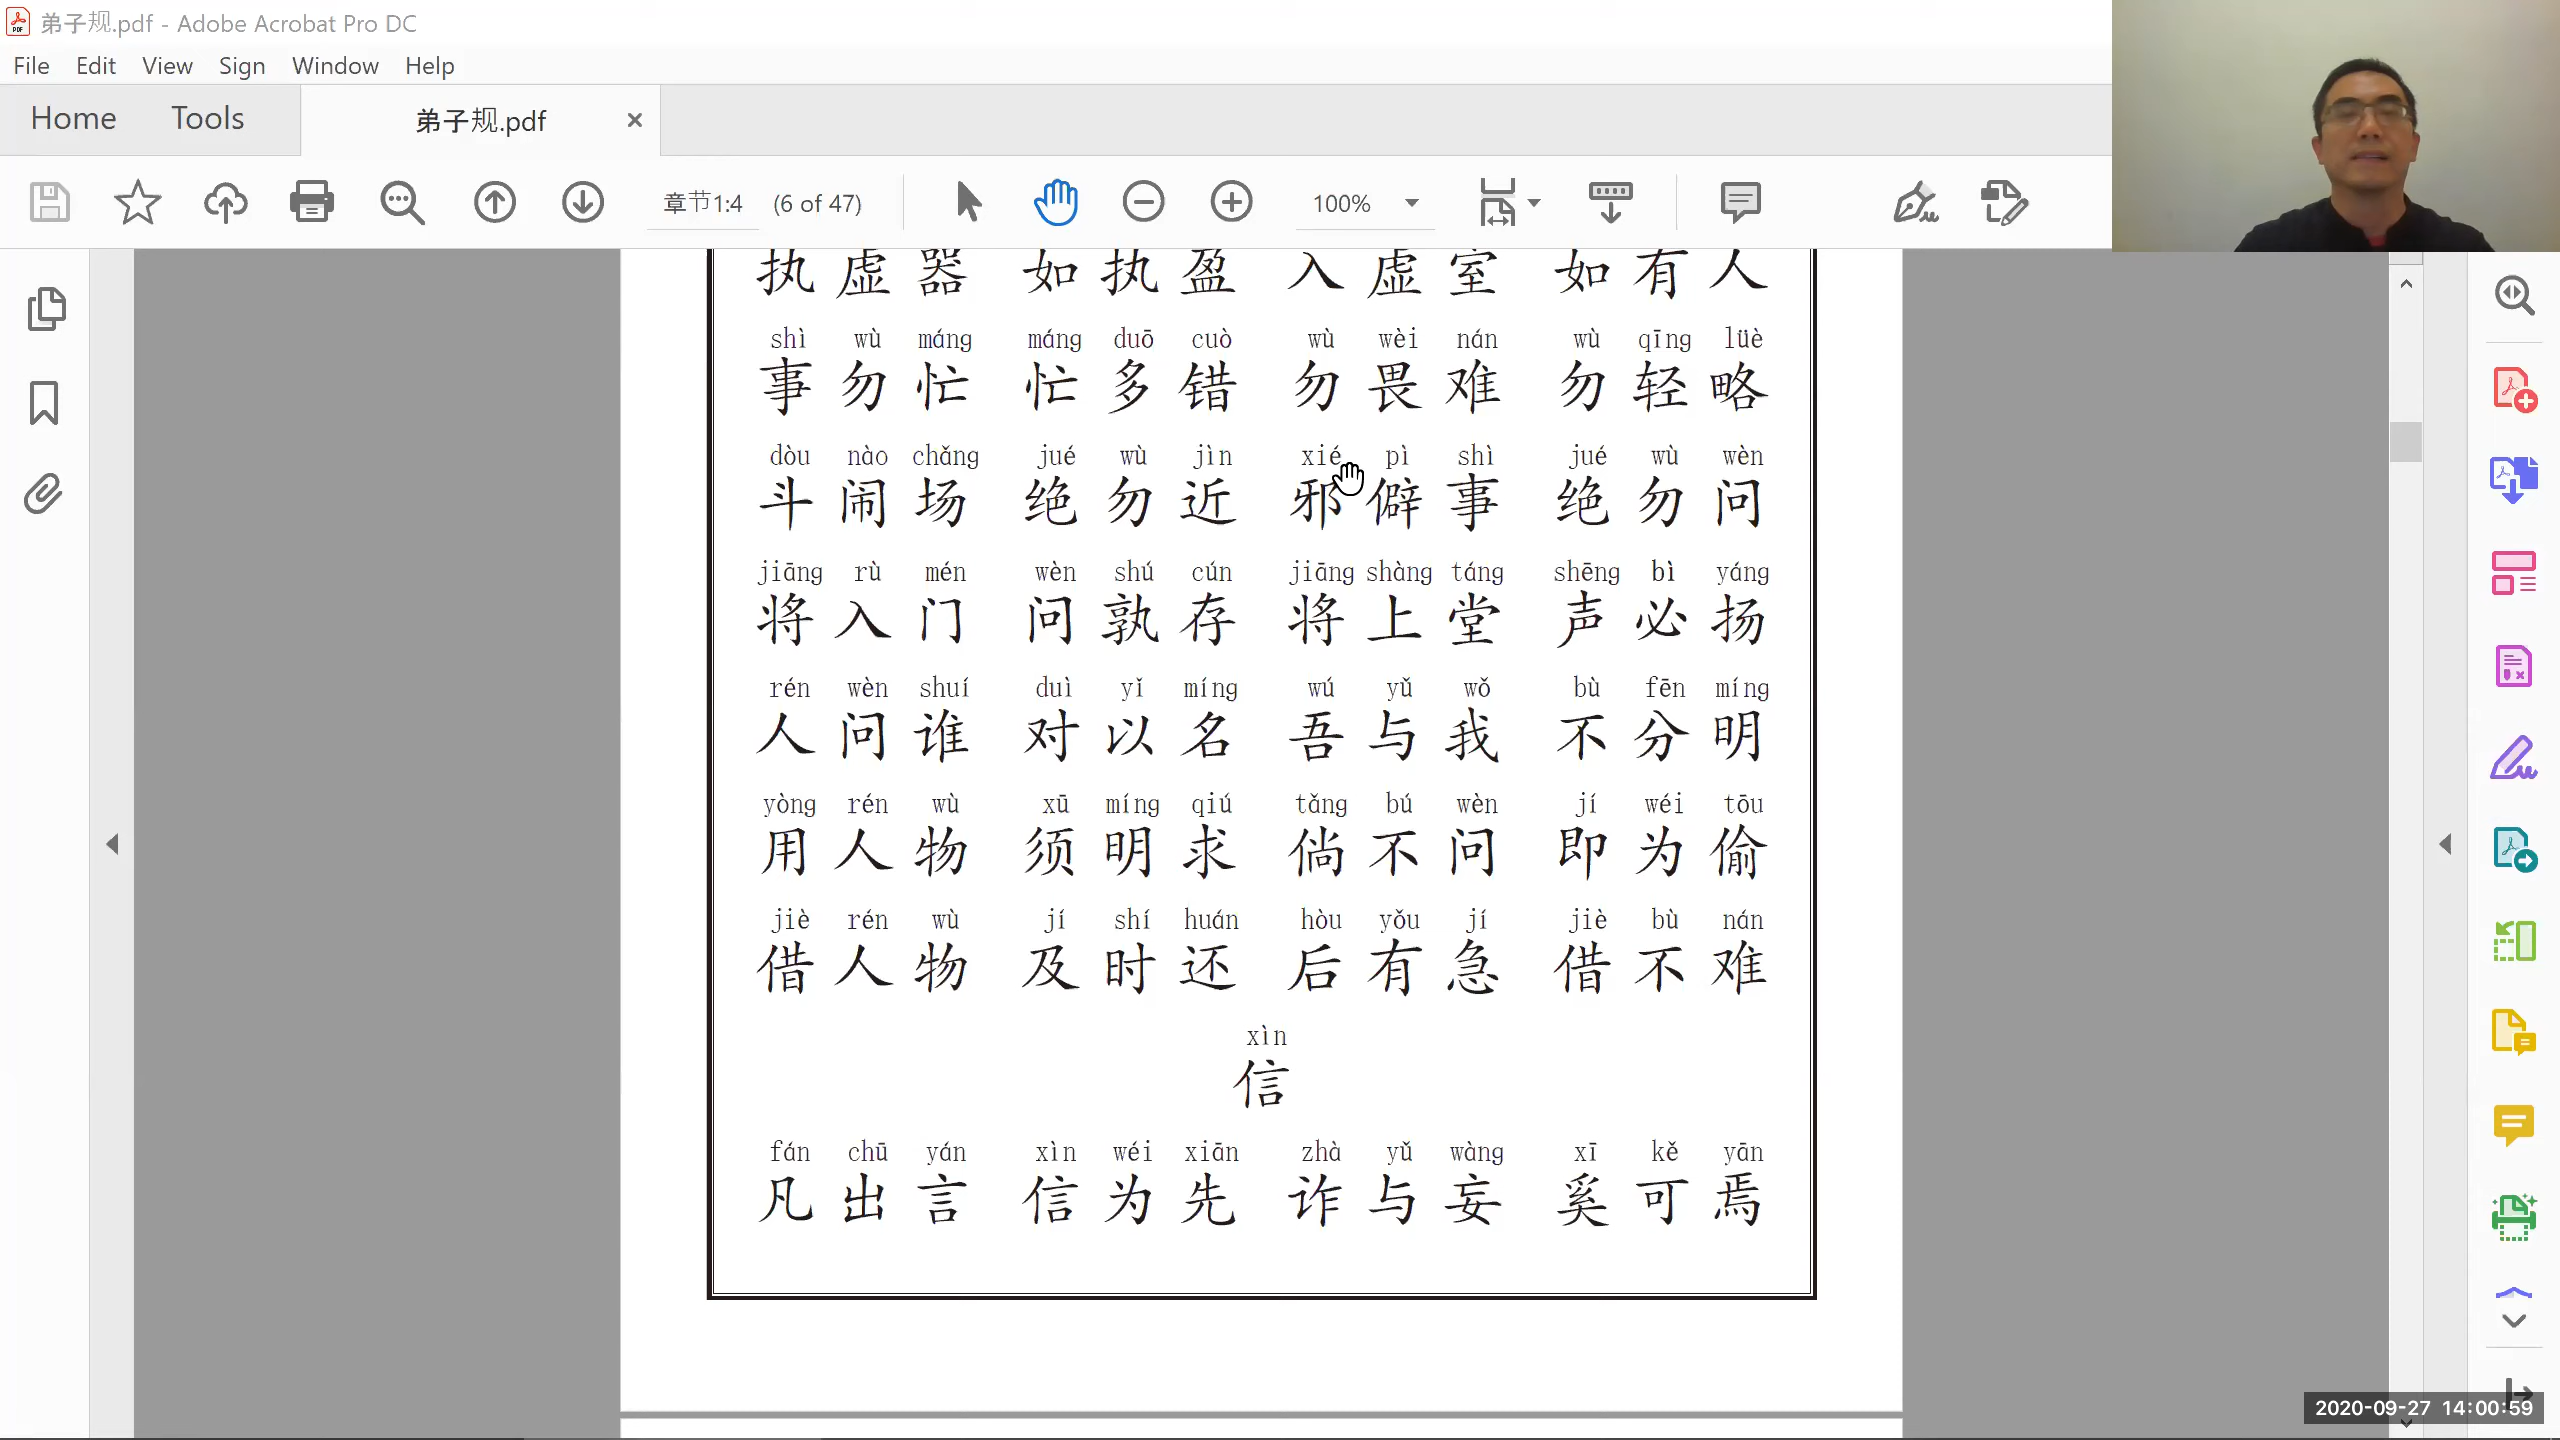 弟子规.pdf - Adobe Acrobat Pro DC
File Edit View Sign Window Help
Home Tools 弟子规.pdf ×
章节1:4 (6 of 47) 100%
执虚器 如执盈 入虚室 如有人
shì wù máng máng duō cuò wù wèi nán wù qīng lüè
事勿忙 忙多错 勿畏难 勿轻略
dòu nào chǎng jué wù jìn xié pì shì jué wù wèn
斗闹场 绝勿近 邪僻事 绝勿问
jiāng rù mén wèn shú cún jiāng shàng táng shēng bì yáng
将入门 问孰存 将上堂 声必扬
rén wèn shuí duì yǐ míng wú yǔ wǒ bù fēn míng
人问谁 对以名 吾与我 不分明
yòng rén wù xū míng qiú tǎng bú wèn jí wéi tōu
用人物 须明求 倘不问 即为偷
jiè rén wù jí shí huán hòu yǒu jí jiè bù nán
借人物 及时还 后有急 借不难
xìn
信
fán chū yán xìn wéi xiān zhà yǔ wàng xī kě yān
凡出言 信为先 诈与妄 奚可焉
2020-09-27 14:00:59